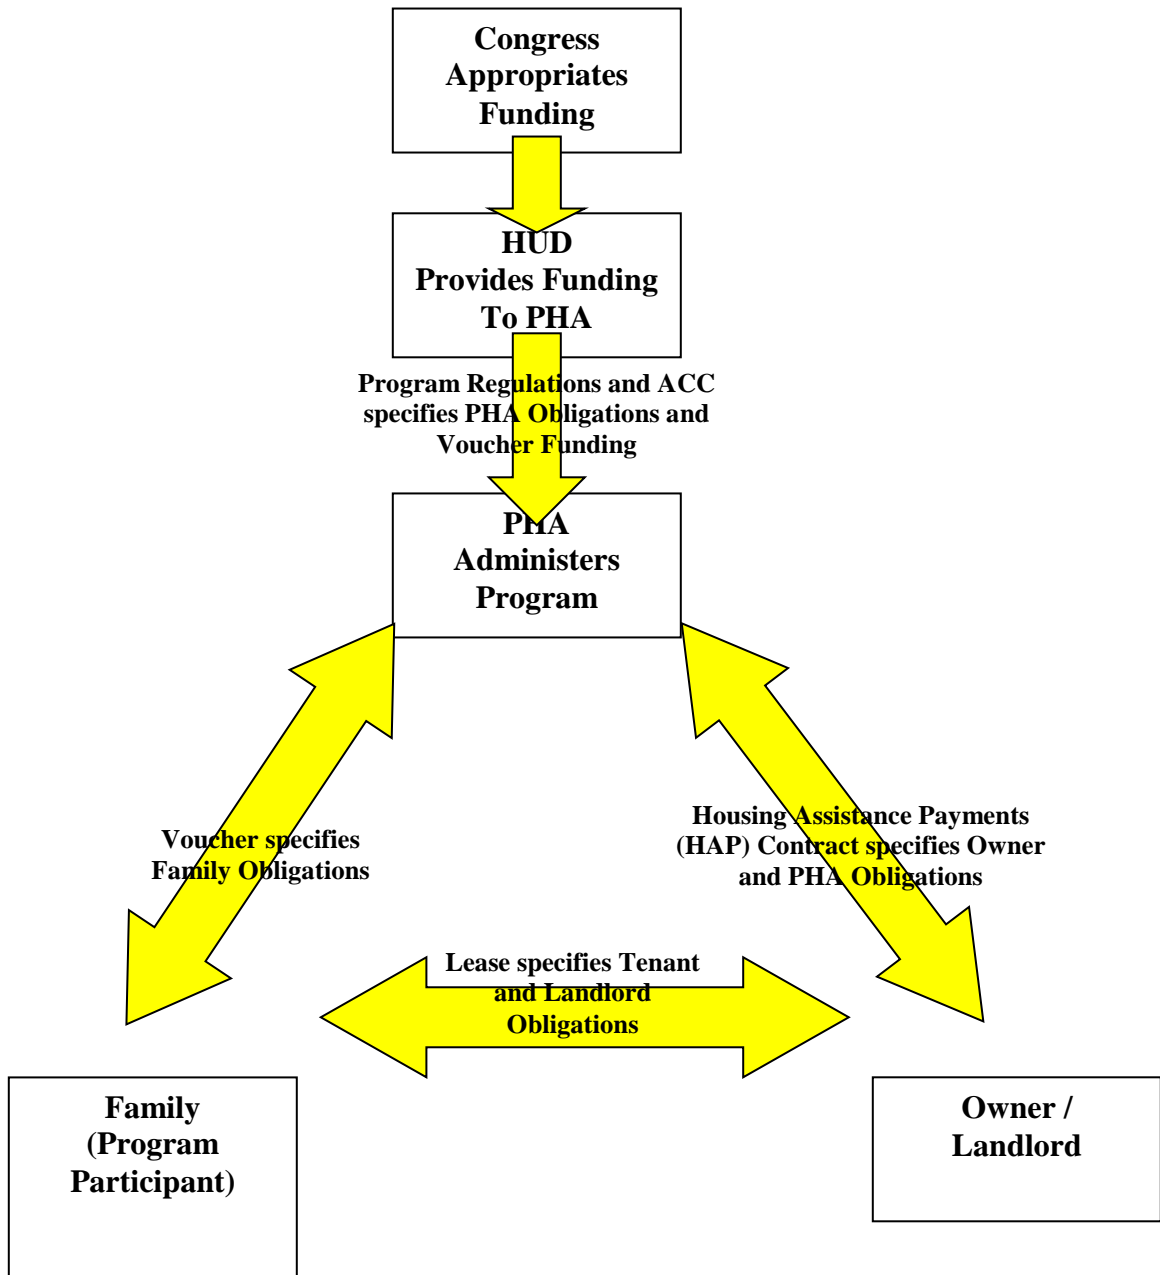 Congress
Appropriates
Funding
HUD
Provides Funding
To PHA
Program Regulations and ACC
specifies PHA Obligations and
Voucher Funding
PHA
Administers
Program
Voucher specifies
Family Obligations
Housing Assistance Payments
(HAP) Contract specifies Owner
and PHA Obligations
Lease specifies Tenant
and Landlord
Obligations
Family
(Program
Participant)
Owner /
Landlord